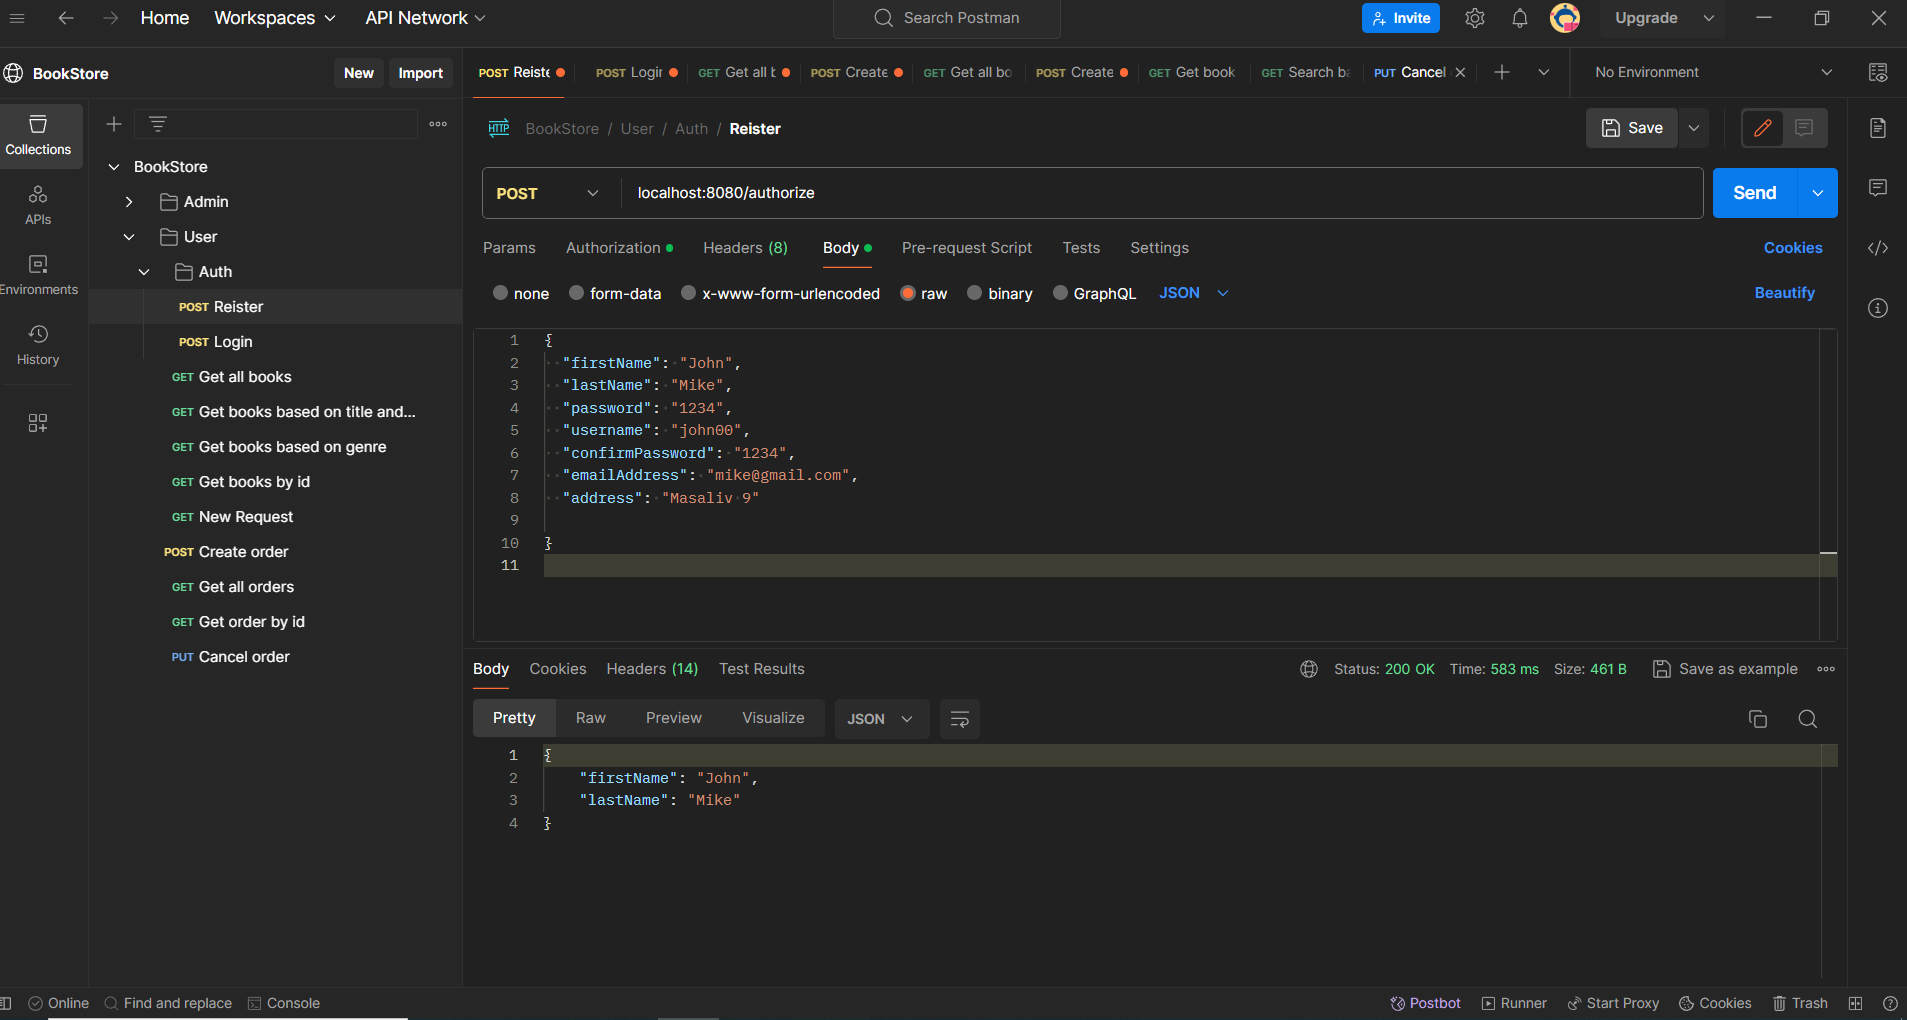 Home Workspaces API Network Search Postman Invite Upgrade
BookStore New Import
POST Reiste POST Login GET Get all b POST Create GET Get all bo POST Create GET Get book GET Search ba PUT Cancel No Environment
Collections
APIs
Environments
History
BookStore
Admin
User
Auth
POST Reister
POST Login
GET Get all books
GET Get books based on title and...
GET Get books based on genre
GET Get books by id
GET New Request
POST Create order
GET Get all orders
GET Get order by id
PUT Cancel order
HTTP BookStore / User / Auth / Reister Save
POST localhost:8080/authorize Send
Params Authorization Headers (8) Body Pre-request Script Tests Settings Cookies
none form-data x-www-form-urlencoded raw binary GraphQL JSON Beautify
1 {
2 "firstName": "John",
3 "lastName": "Mike",
4 "password": "1234",
5 "username": "john00",
6 "confirmPassword": "1234",
7 "emailAddress": "mike@gmail.com",
8 "address": "Masaliv 9"
9
10 }
11
Body Cookies Headers (14) Test Results Status: 200 OK Time: 583 ms Size: 461 B Save as example
Pretty Raw Preview Visualize JSON
1 {
2 "firstName": "John",
3 "lastName": "Mike"
4 }
Online Find and replace Console Postbot Runner Start Proxy Cookies Trash